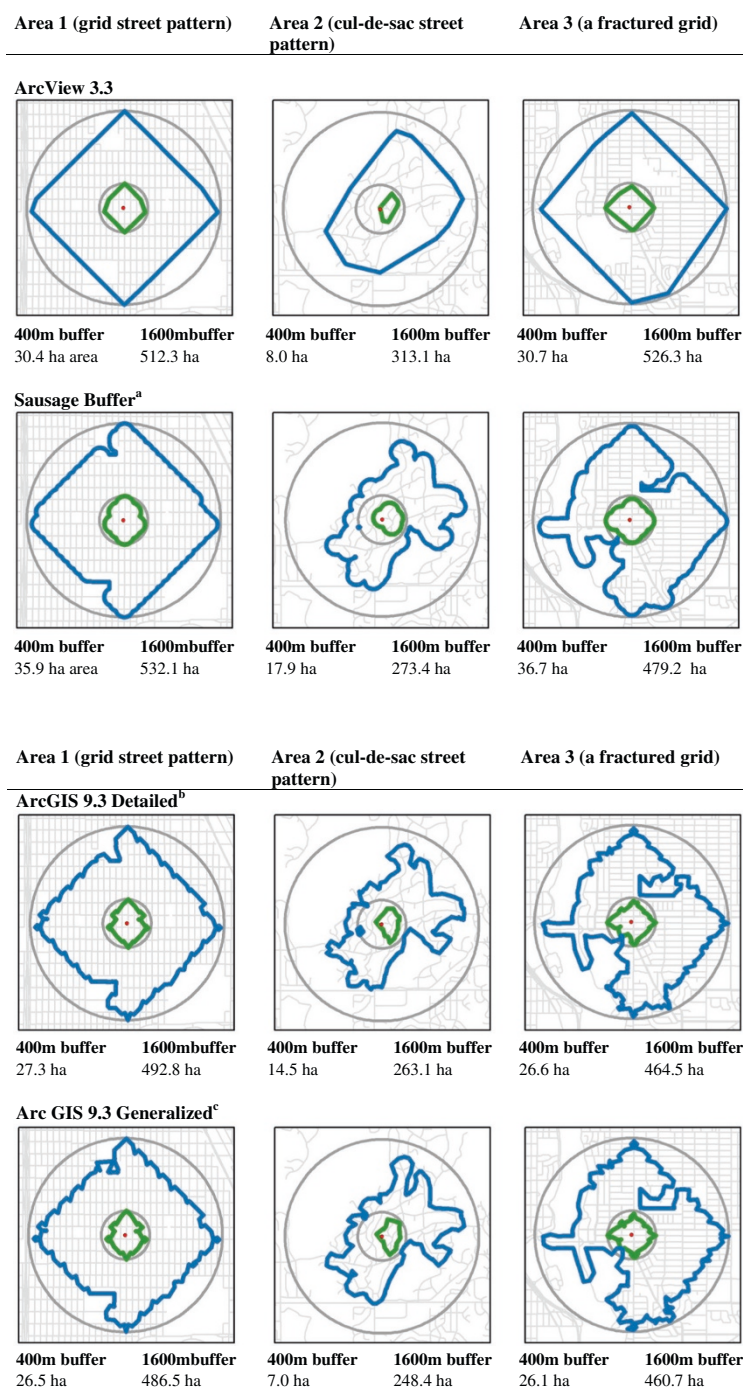 Area 1 (grid street pattern) Area 2 (cul-de-sac street pattern) Area 3 (a fractured grid)
ArcView 3.3
400m buffer 1600mbuffer 400m buffer 1600m buffer 400m buffer 1600m buffer
30.4 ha area 512.3 ha 8.0 ha 313.1 ha 30.7 ha 526.3 ha
Sausage Buffera
400m buffer 1600mbuffer 400m buffer 1600m buffer 400m buffer 1600m buffer
35.9 ha area 532.1 ha 17.9 ha 273.4 ha 36.7 ha 479.2 ha
Area 1 (grid street pattern) Area 2 (cul-de-sac street pattern) Area 3 (a fractured grid)
ArcGIS 9.3 Detailedb
400m buffer 1600mbuffer 400m buffer 1600m buffer 400m buffer 1600m buffer
27.3 ha 492.8 ha 14.5 ha 263.1 ha 26.6 ha 464.5 ha
Arc GIS 9.3 Generalizedc
400m buffer 1600mbuffer 400m buffer 1600m buffer 400m buffer 1600m buffer
26.5 ha 486.5 ha 7.0 ha 248.4 ha 26.1 ha 460.7 ha